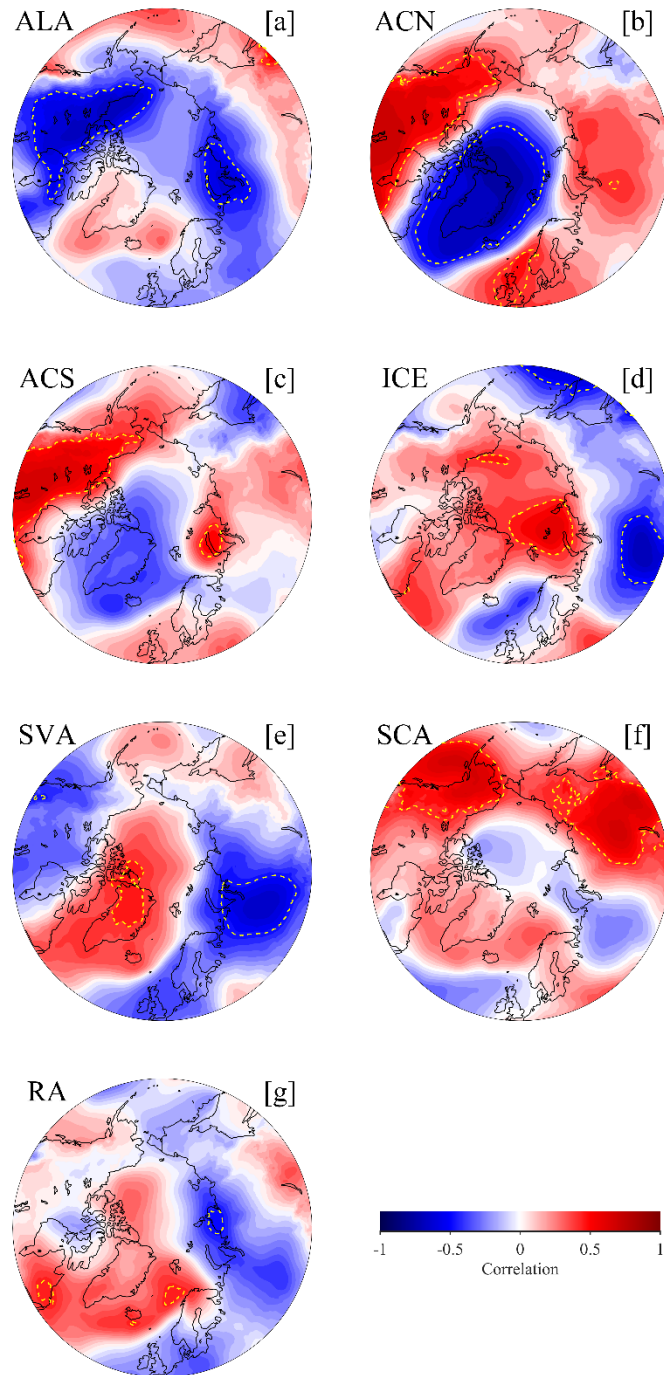 ALA [a]
ACN [b]
ACS [c]
ICE [d]
SVA [e]
SCA [f]
RA [g]
-1 -0.5 0 0.5 1
Correlation